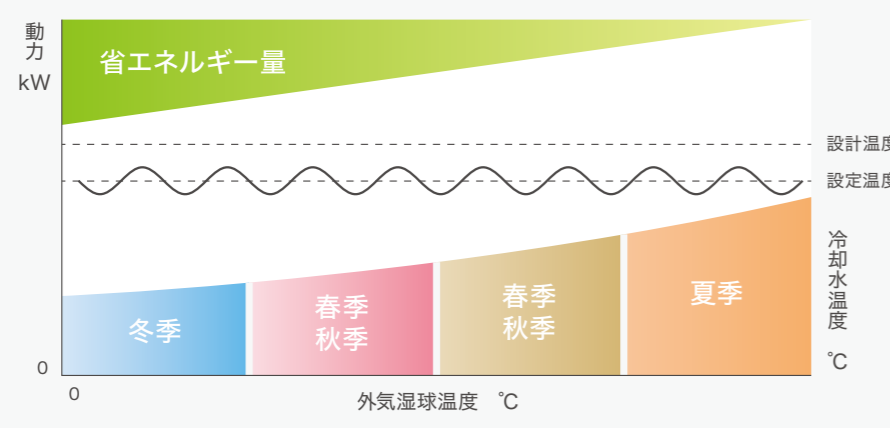 動力
kW
省エネルギー量
設計温度
設定温度
冷却水温度
℃
冬季
春季
秋季
春季
秋季
夏季
0
0
外気湿球温度 ℃